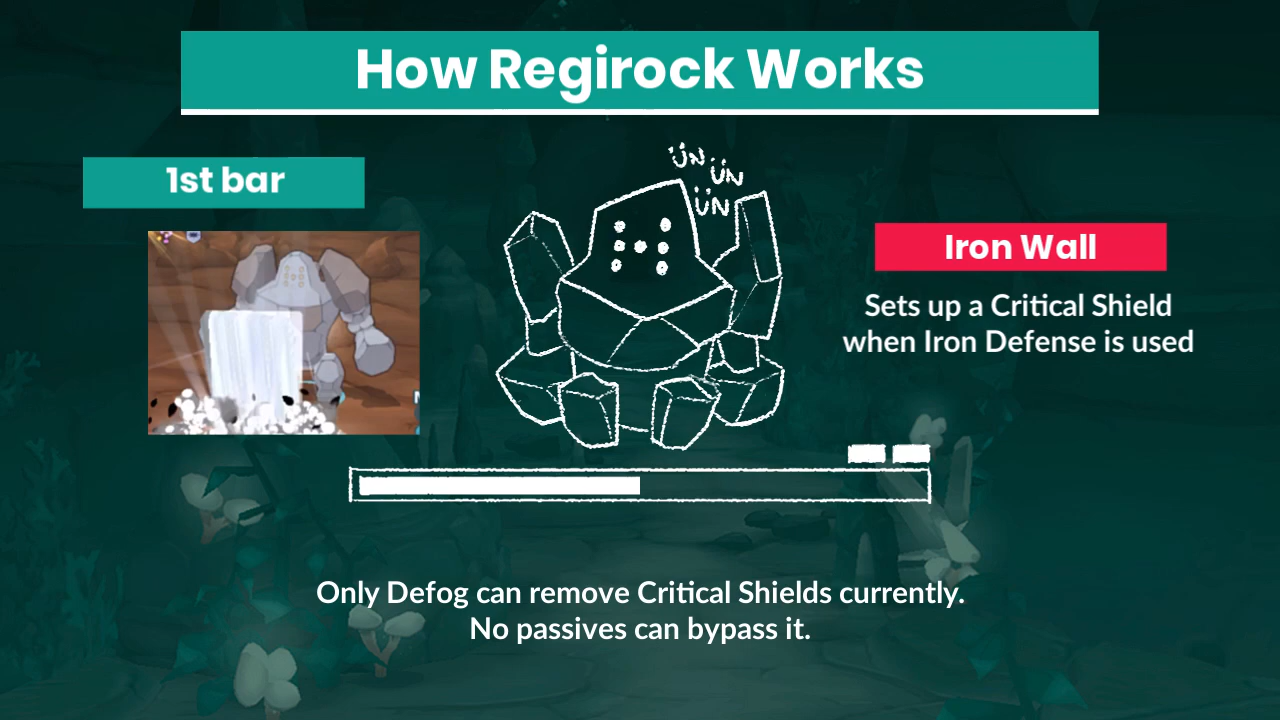 How Regirock Works
1st bar
ÜN ÜN
ÜN
Iron Wall
Sets up a Critical Shield
when Iron Defense is used
Only Defog can remove Critical Shields currently.
No passives can bypass it.